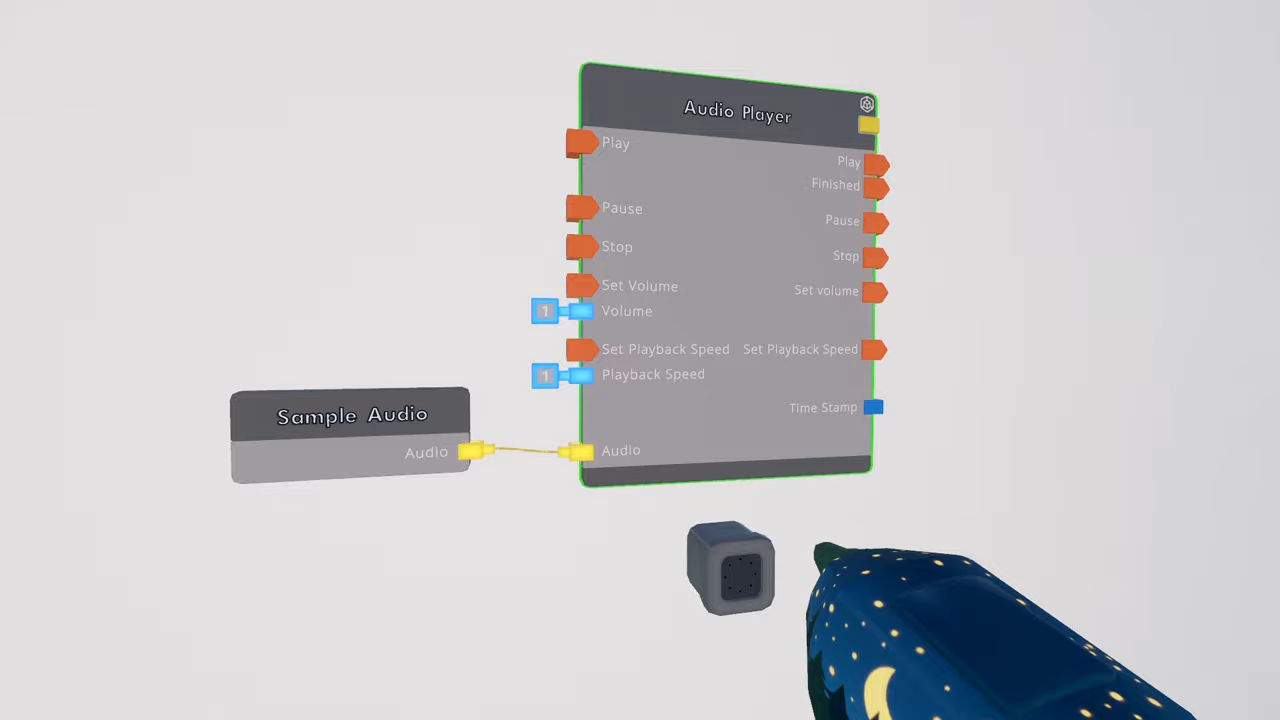 Audio Player
Play
Play
Finished
Pause
Pause
Stop
Stop
Set Volume
Set volume
1
Volume
Set Playback Speed
Set Playback Speed
1
Playback Speed
Time Stamp
Sample Audio
Audio
Audio